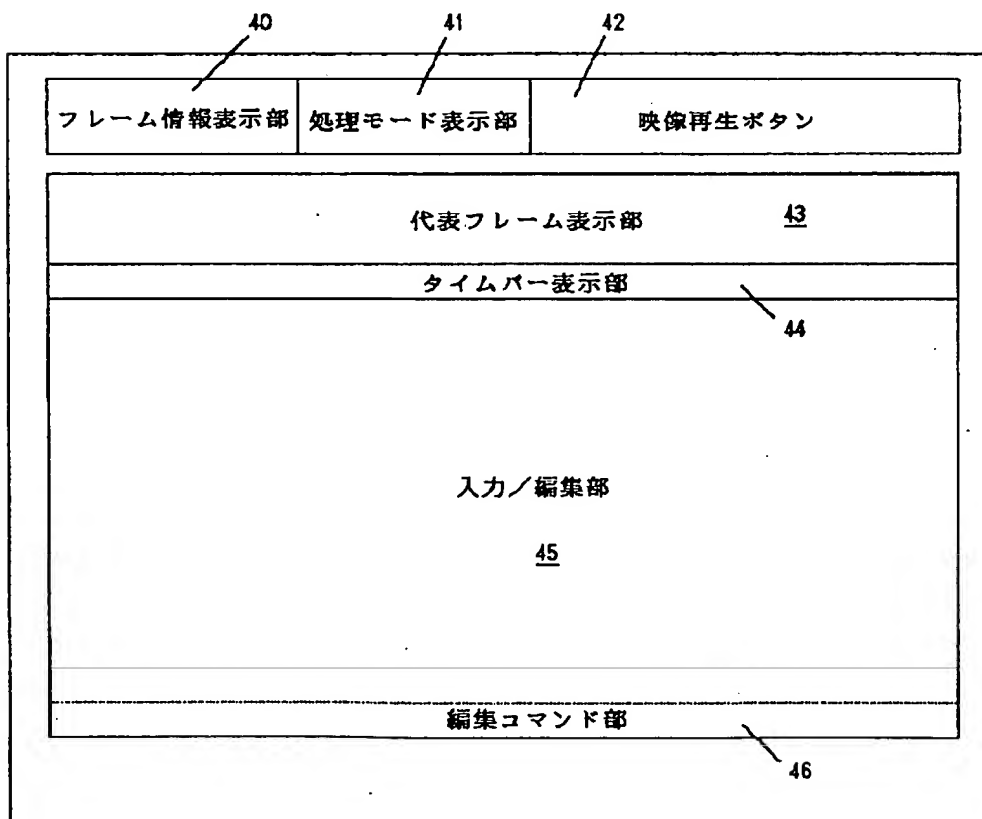 40 41 42
フレーム情報表示部 処理モード表示部 映像再生ボタン
代表フレーム表示部 43
タイムバー表示部
44
入力／編集部
45
編集コマンド部
46